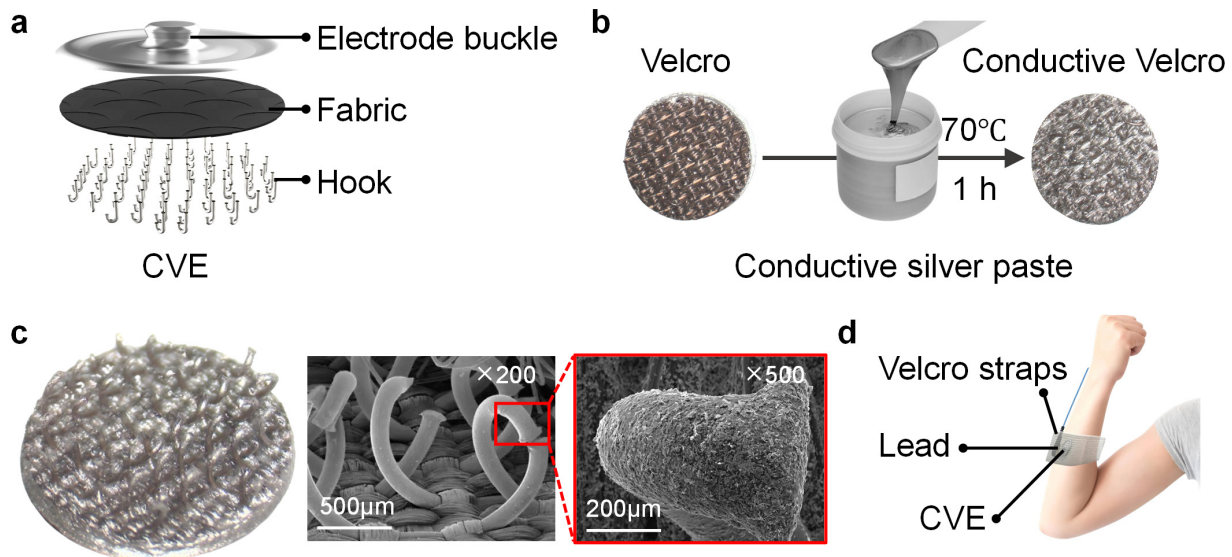 a
Electrode buckle
Fabric
Hook
CVE
b
Velcro
Conductive Velcro
70℃
1 h
Conductive silver paste
c
×200
500μm
×500
200μm
d
Velcro straps
Lead
CVE